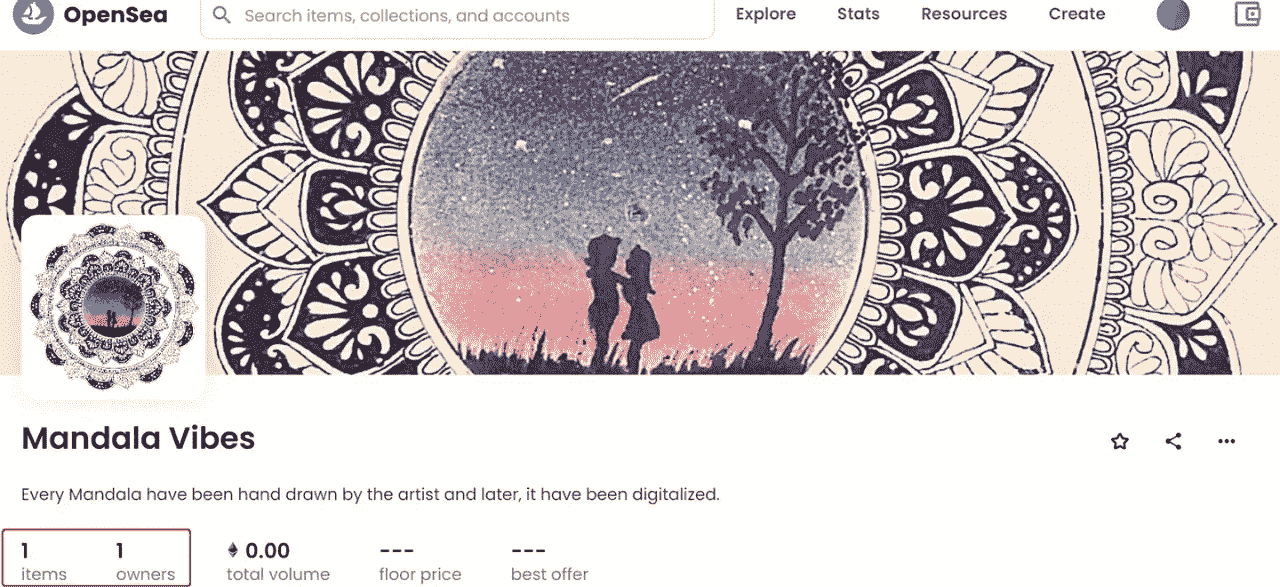 OpenSea Search items, collections, and accounts Explore Stats Resources Create
Mandala Vibes
Every Mandala have been hand drawn by the artist and later, it have been digitalized.
1 1 0.00 --- ---
items owners total volume floor price best offer